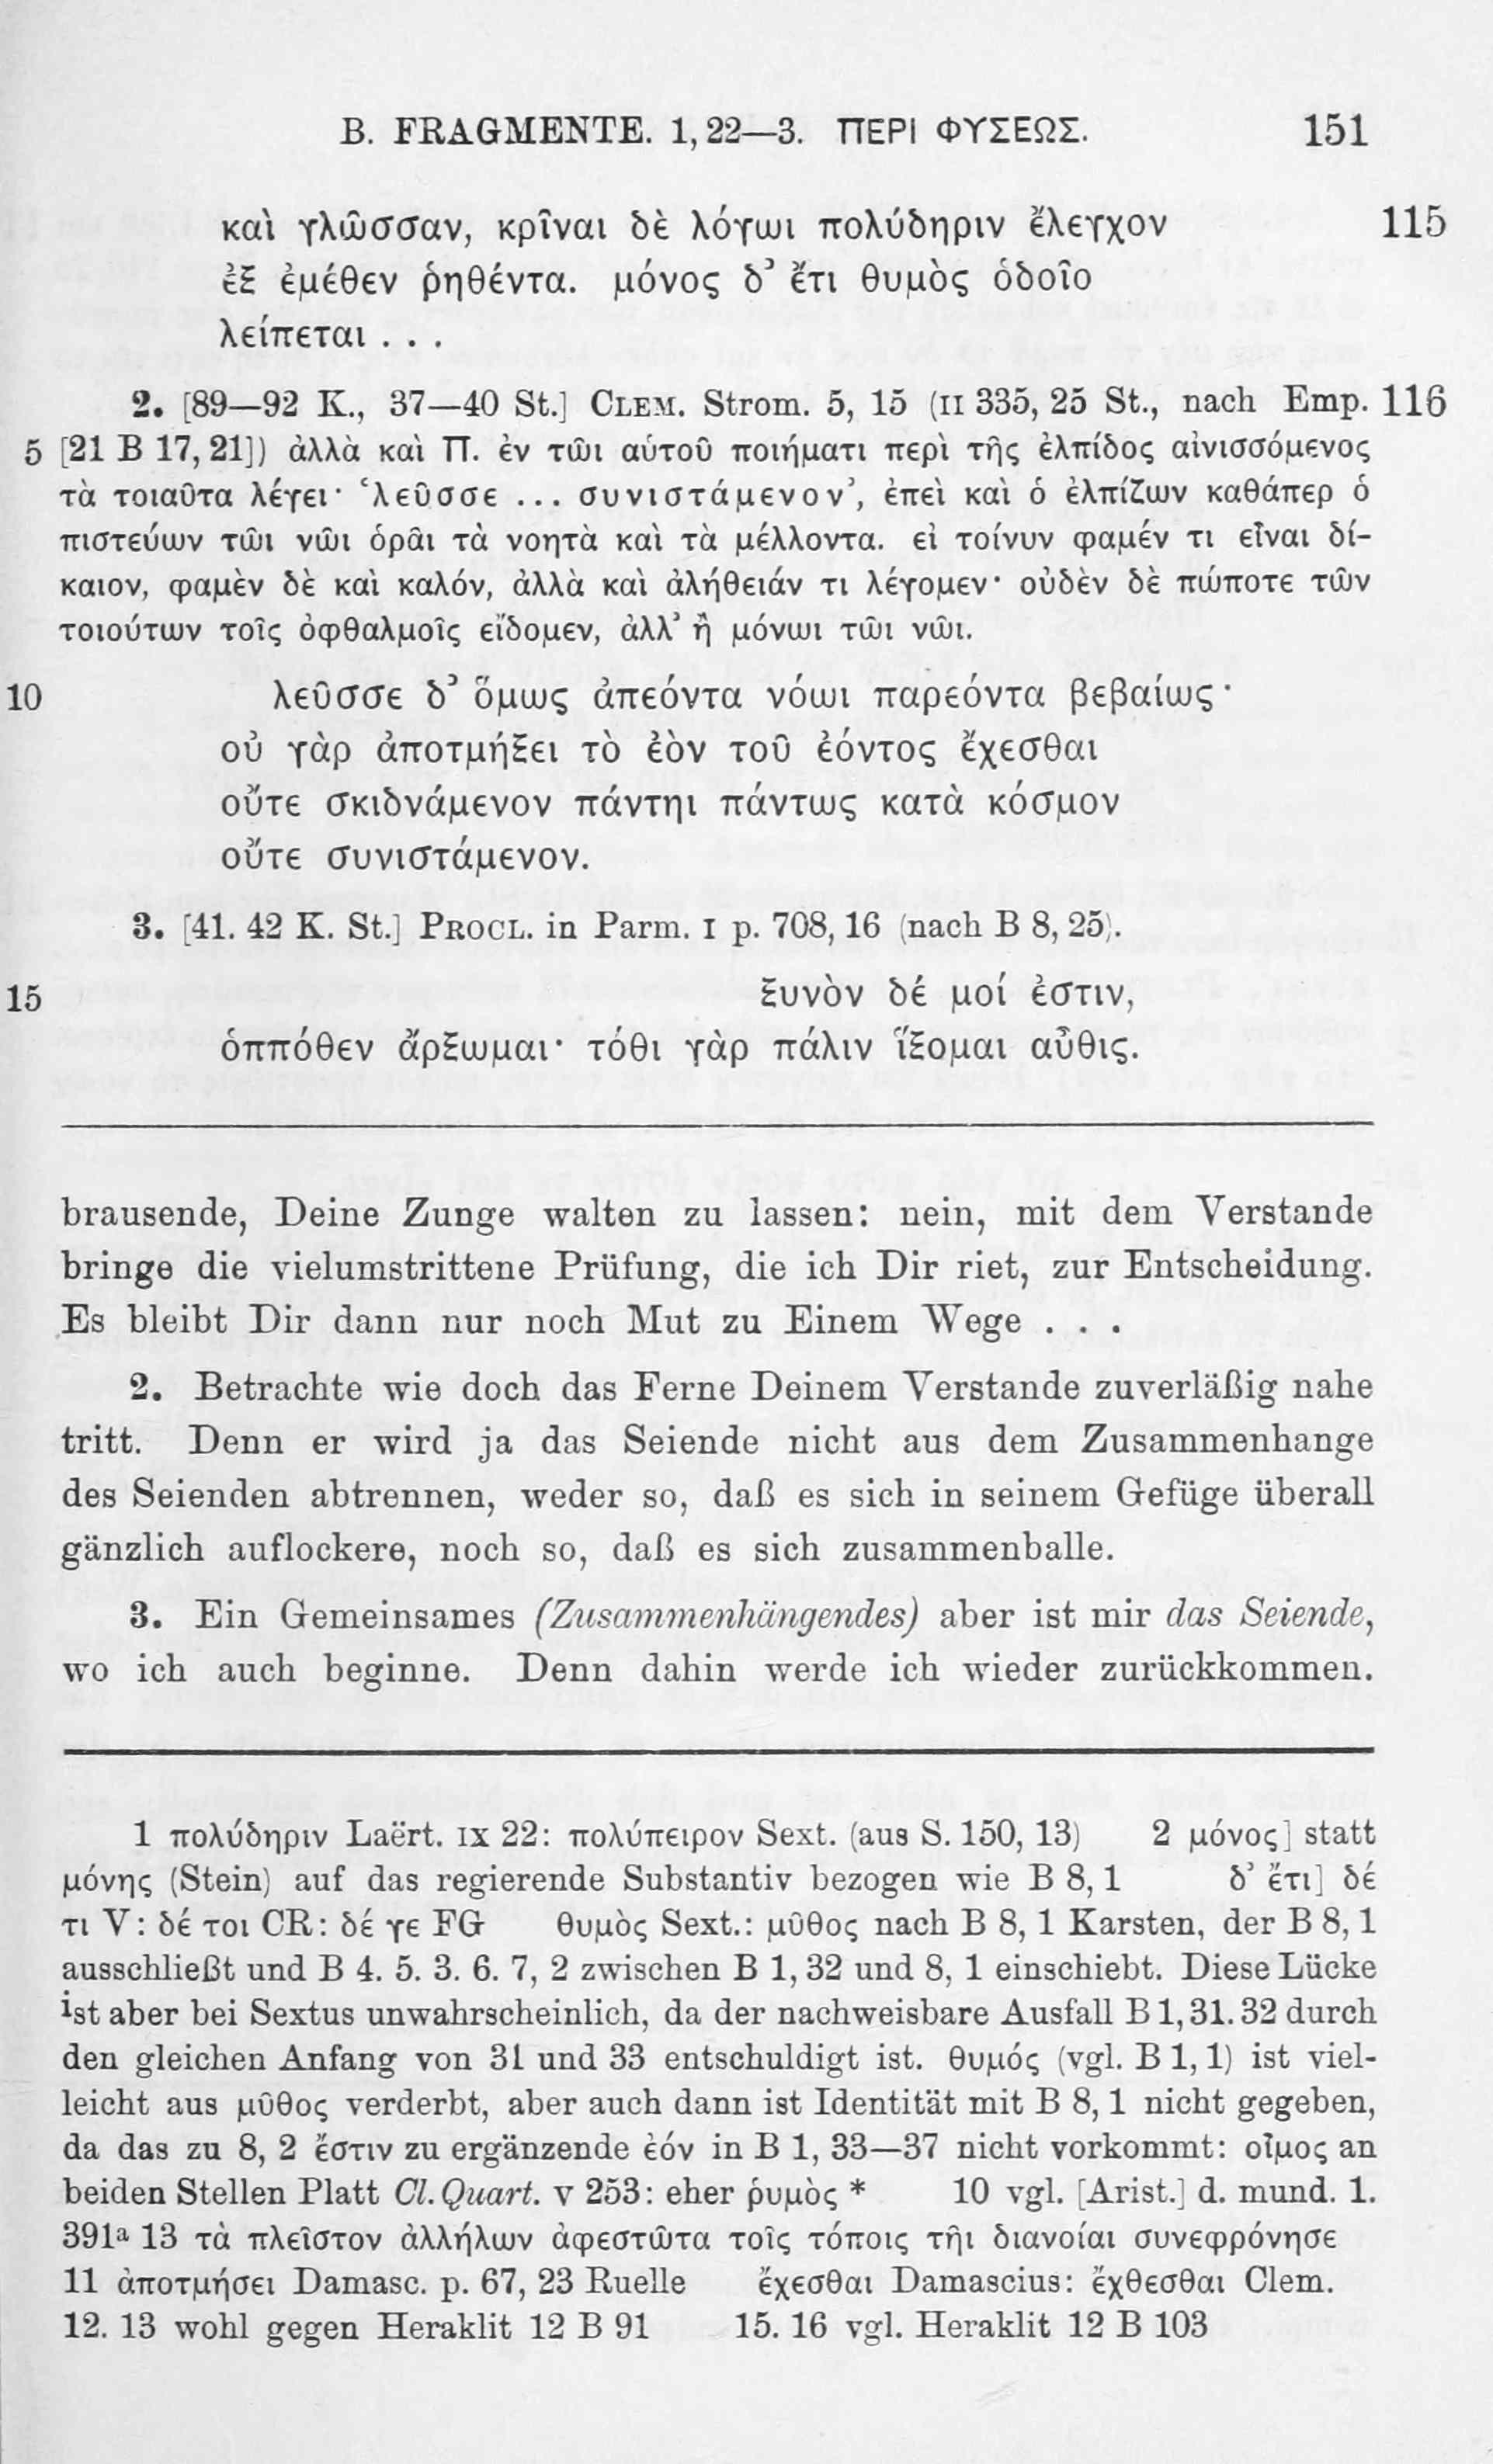 B. FRAGMENTE. 1, 22—3. ΠΕΡΙ ΦΥΣΕΩΣ. 151
καὶ γλῶσσαν, κρῖναι δὲ λόγωι πολύδηριν ἔλεγχον 115
ἐξ ἐμέθεν ῥηθέντα. μόνος δ’ ἔτι θυμὸς ὁδοῖο
λείπεται . . .
2. [89—92 K., 37—40 St.] CLEM. Strom. 5, 15 (II 335, 25 St., nach Emp. 116
5 [21 B 17, 21]) ἀλλὰ καὶ Π. ἐν τῶι αὑτοῦ ποιήματι περὶ τῆς ἐλπίδος αἰνισσόμενος
τὰ τοιαῦτα λέγει· ‘λεῦσσε ... συνιστάμενον’, ἐπεὶ καὶ ὁ ἐλπίζων καθάπερ ὁ
πιστεύων τῶι νῶι ὁρᾶι τὰ νοητὰ καὶ τὰ μέλλοντα. εἰ τοίνυν φαμέν τι εἶναι δί-
καιον, φαμὲν δὲ καὶ καλόν, ἀλλὰ καὶ ἀλήθειάν τι λέγομεν· οὐδὲν δὲ πώποτε τῶν
τοιούτων τοῖς ὀφθαλμοῖς εἴδομεν, ἀλλ’ ἢ μόνωι τῶι νῶι.
10 λεῦσσε δ’ ὅμως ἀπεόντα νόωι παρεόντα βεβαίως·
οὐ γὰρ ἀποτμήξει τὸ ἐὸν τοῦ ἐόντος ἔχεσθαι
οὔτε σκιδνάμενον πάντηι πάντως κατὰ κόσμον
οὔτε συνιστάμενον.
3. [41. 42 K. St.] PROCL. in Parm. I p. 708, 16 (nach B 8, 25).
15 ξυνὸν δέ μοί ἐστιν,
ὁππόθεν ἄρξωμαι· τόθι γὰρ πάλιν ἵξομαι αὖθις.
brausende, Deine Zunge walten zu lassen: nein, mit dem Verstande
bringe die vielumstrittene Prüfung, die ich Dir riet, zur Entscheidung.
Es bleibt Dir dann nur noch Mut zu Einem Wege . . .
2. Betrachte wie doch das Ferne Deinem Verstande zuverläßig nahe
tritt. Denn er wird ja das Seiende nicht aus dem Zusammenhange
des Seienden abtrennen, weder so, daß es sich in seinem Gefüge überall
gänzlich auflockere, noch so, daß es sich zusammenballe.
3. Ein Gemeinsames (Zusammenhängendes) aber ist mir das Seiende,
wo ich auch beginne. Denn dahin werde ich wieder zurückkommen.
1 πολύδηριν Laërt. IX 22: πολύπειρον Sext. (aus S. 150, 13) 2 μόνος] statt
μόνης (Stein) auf das regierende Substantiv bezogen wie B 8, 1 δ’ ἔτι] δέ
τι V: δέ τοι CR: δέ γε FG θυμὸς Sext.: μῦθος nach B 8, 1 Karsten, der B 8, 1
ausschließt und B 4. 5. 3. 6. 7, 2 zwischen B 1, 32 und 8, 1 einschiebt. Diese Lücke
ist aber bei Sextus unwahrscheinlich, da der nachweisbare Ausfall B 1, 31. 32 durch
den gleichen Anfang von 31 und 33 entschuldigt ist. θυμός (vgl. B 1, 1) ist viel-
leicht aus μῦθος verderbt, aber auch dann ist Identität mit B 8, 1 nicht gegeben,
da das zu 8, 2 ἔστιν zu ergänzende ἐόν in B 1, 33—37 nicht vorkommt: οἶμος an
beiden Stellen Platt Cl. Quart. V 253: eher ῥυμὸς * 10 vgl. [Arist.] d. mund. 1.
391a 13 τὰ πλεῖστον ἀλλήλων ἀφεστῶτα τοῖς τόποις τῆι διανοίαι συνεφρόνησε
11 ἀποτμήσει Damasc. p. 67, 23 Ruelle ἔχεσθαι Damascius: ἔχθεσθαι Clem.
12. 13 wohl gegen Heraklit 12 B 91 15. 16 vgl. Heraklit 12 B 103